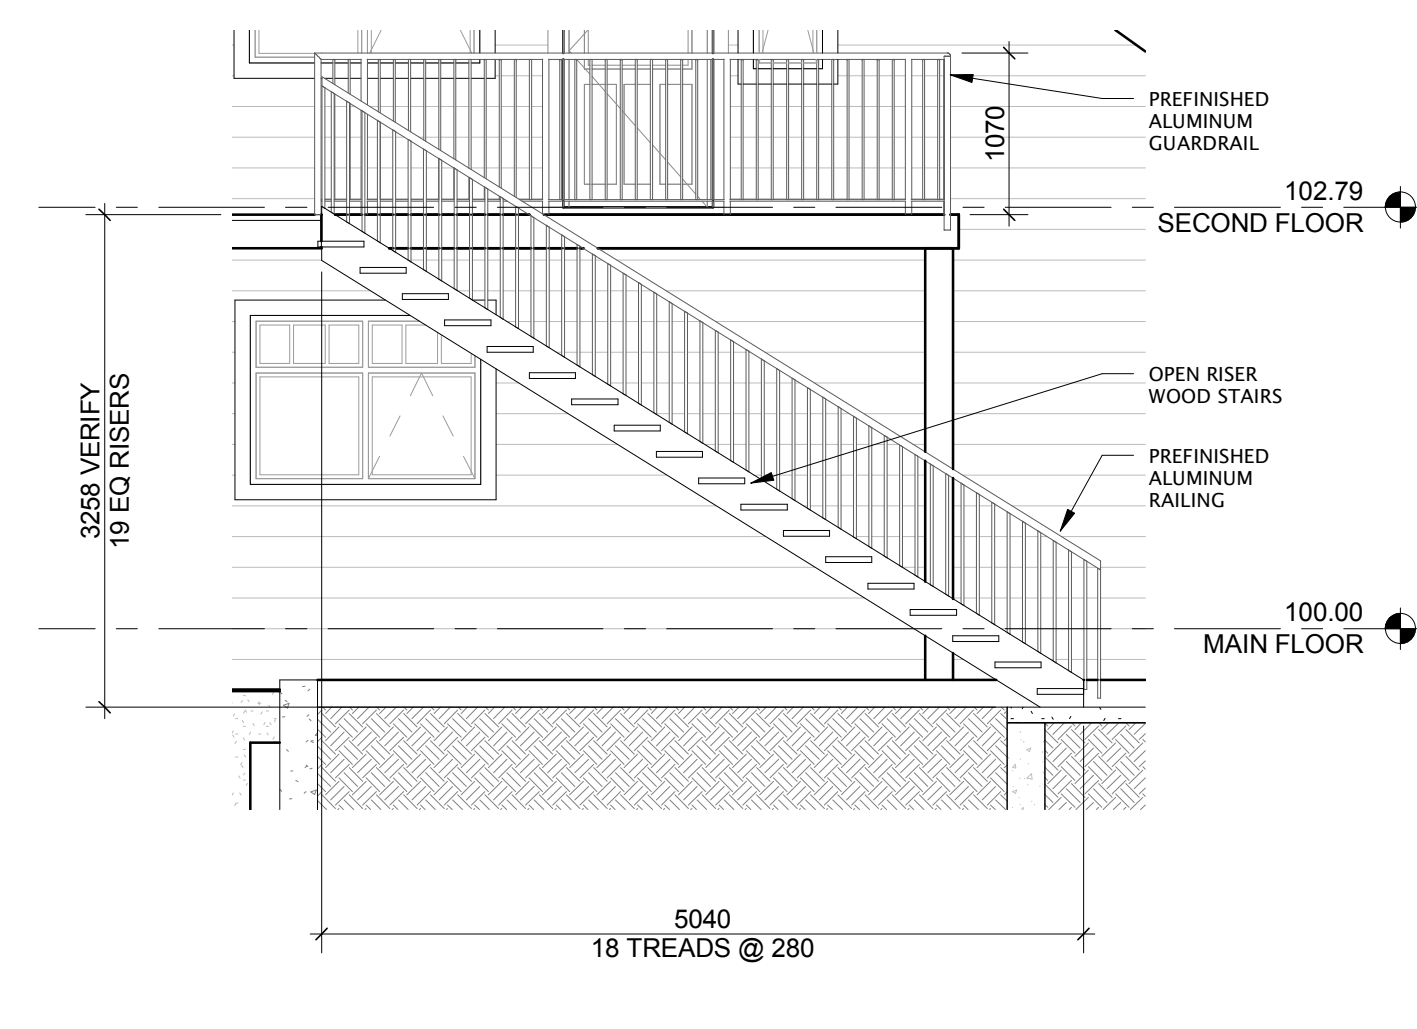 PREFINISHED
ALUMINUM
GUARDRAIL
1070
102.79
SECOND FLOOR
OPEN RISER
WOOD STAIRS
3258 VERIFY
19 EQ RISERS
PREFINISHED
ALUMINUM
RAILING
100.00
MAIN FLOOR
5040
18 TREADS @ 280